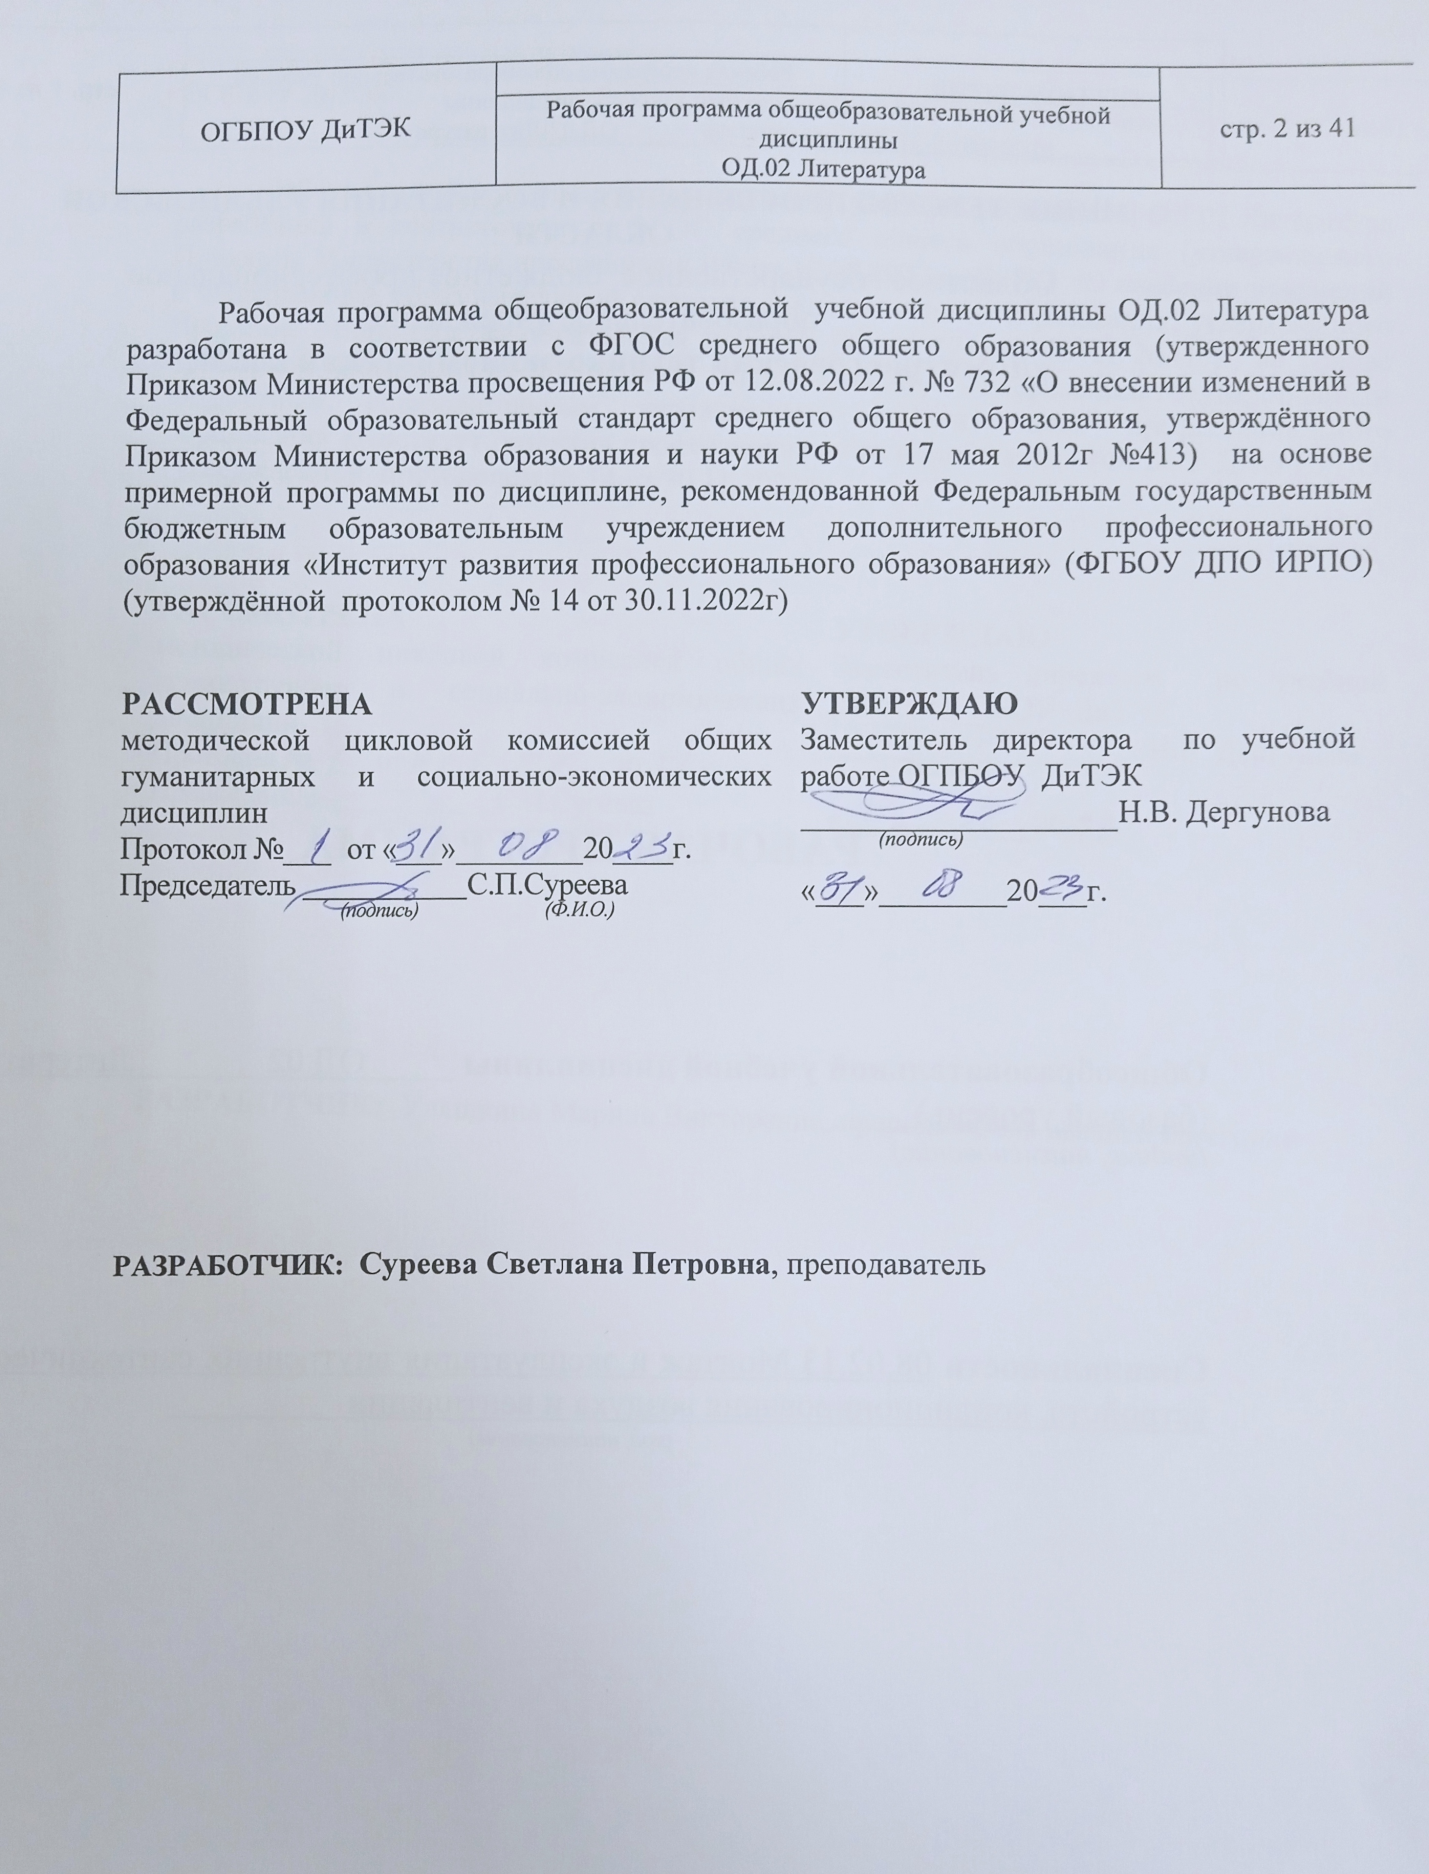 ОГБПОУ ДиТЭК
Рабочая программа общеобразовательной учебной
дисциплины
ОД.02 Литература
стр. 2 из 41
Рабочая программа общеобразовательной учебной дисциплины ОД.02 Литература
разработана в соответствии с ФГОС среднего общего образования (утвержденного
Приказом Министерства просвещения РФ от 12.08.2022 г. № 732 «О внесении изменений в
Федеральный образовательный стандарт среднего общего образования, утверждённого
Приказом Министерства образования и науки РФ от 17 мая 2012г №413) на основе
примерной программы по дисциплине, рекомендованной Федеральным государственным
бюджетным образовательным учреждением дополнительного профессионального
образования «Институт развития профессионального образования» (ФГБОУ ДПО ИРПО)
(утверждённой протоколом № 14 от 30.11.2022г)
РАССМОТРЕНА
методической цикловой комиссией общих
гуманитарных и социально-экономических
дисциплин
Протокол № 1 от «31» 08 2023г.
Председатель ____________С.П.Суреева
(подпись) (Ф.И.О.)
УТВЕРЖДАЮ
Заместитель директора по учебной
работе ОГПБОУ ДиТЭК
____________________Н.В. Дергунова
(подпись)
«31» 08 2023г.
РАЗРАБОТЧИК: Суреева Светлана Петровна, преподаватель